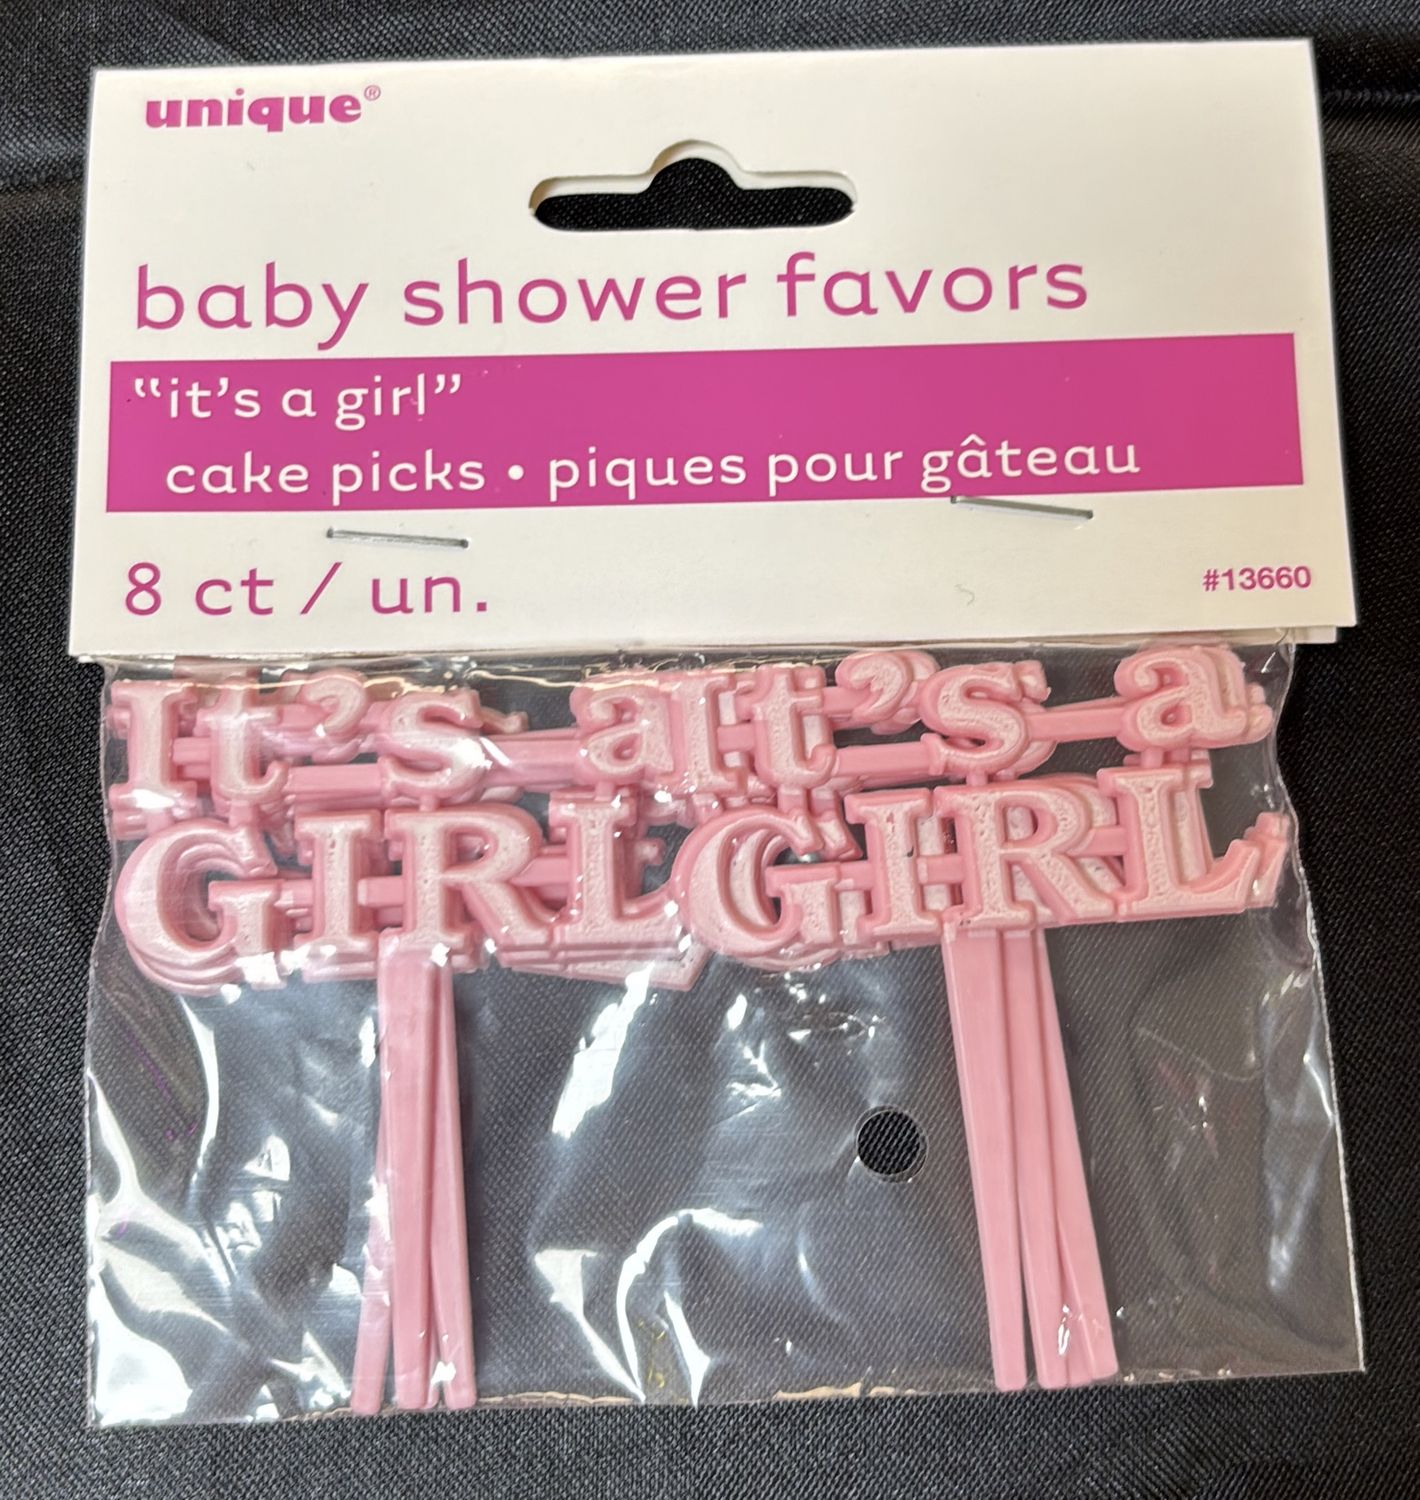 unique®
baby shower favors
“it’s a girl”
cake picks • piques pour gâteau
8 ct / un.
#13660
It’s a It’s a
GIRL GIRL